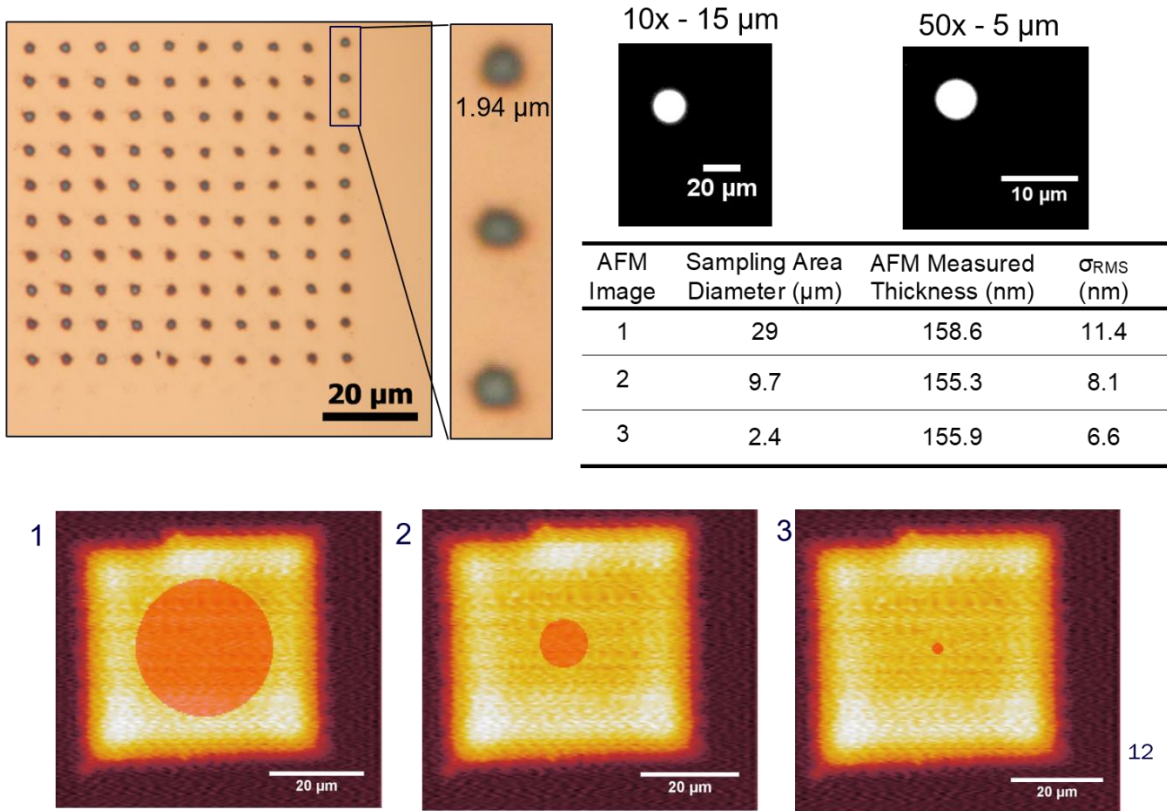 10x - 15 µm
50x - 5 µm
1.94 µm
20 µm
20 µm
10 µm
AFM Image
Sampling Area Diameter (µm)
AFM Measured Thickness (nm)
σRMS (nm)
1 29 158.6 11.4
2 9.7 155.3 8.1
3 2.4 155.9 6.6
1
2
3
20 µm
20 µm
20 µm
12